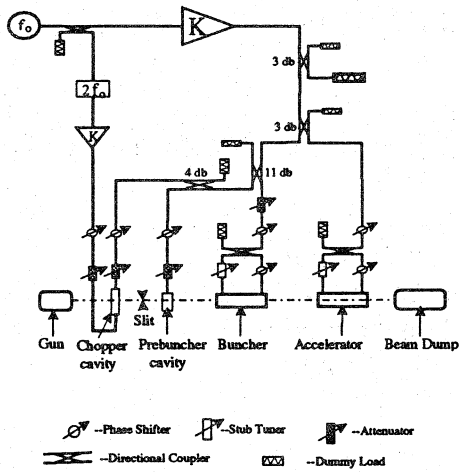 fo
K
3 db
2fo
3 db
K
4 db
11 db
Slit
Gun
Chopper cavity
Prebuncher cavity
Buncher
Accelerator
Beam Dump
--Phase Shifter
--Stub Tuner
--Attenuator
--Directional Coupler
--Dummy Load